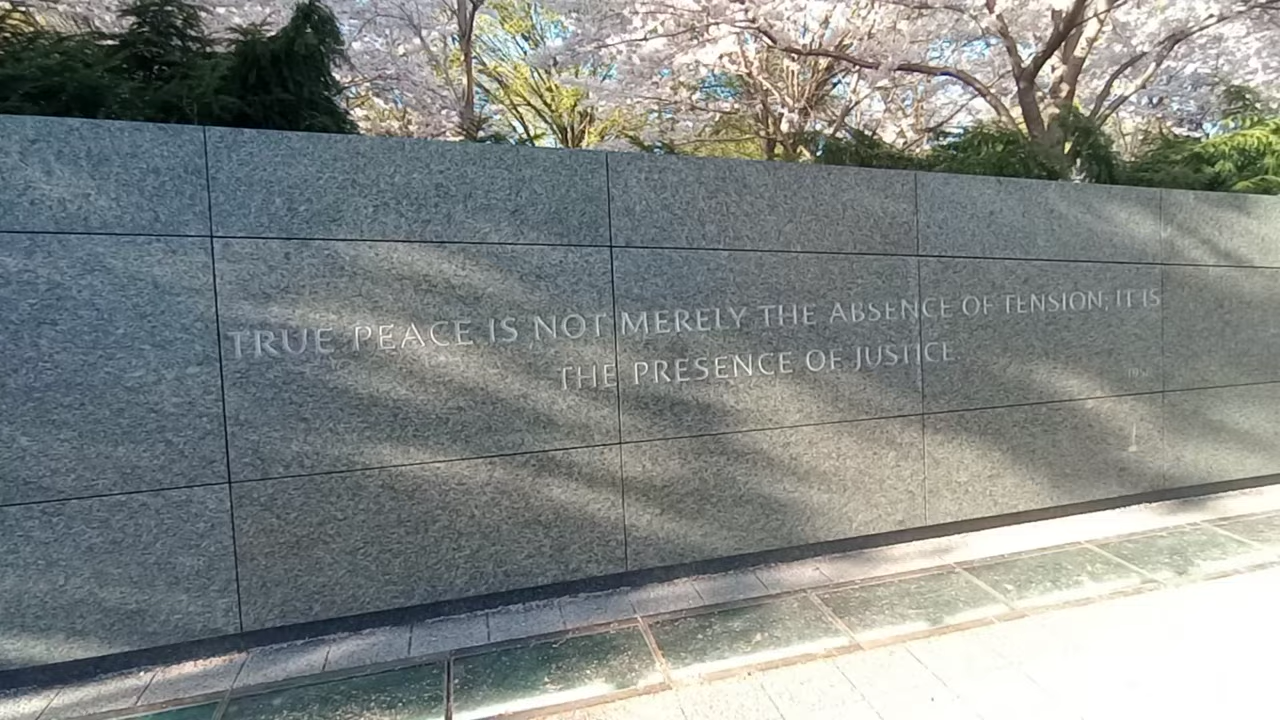 TRUE PEACE IS NOT MERELY THE ABSENCE OF TENSION; IT IS
THE PRESENCE OF JUSTICE.